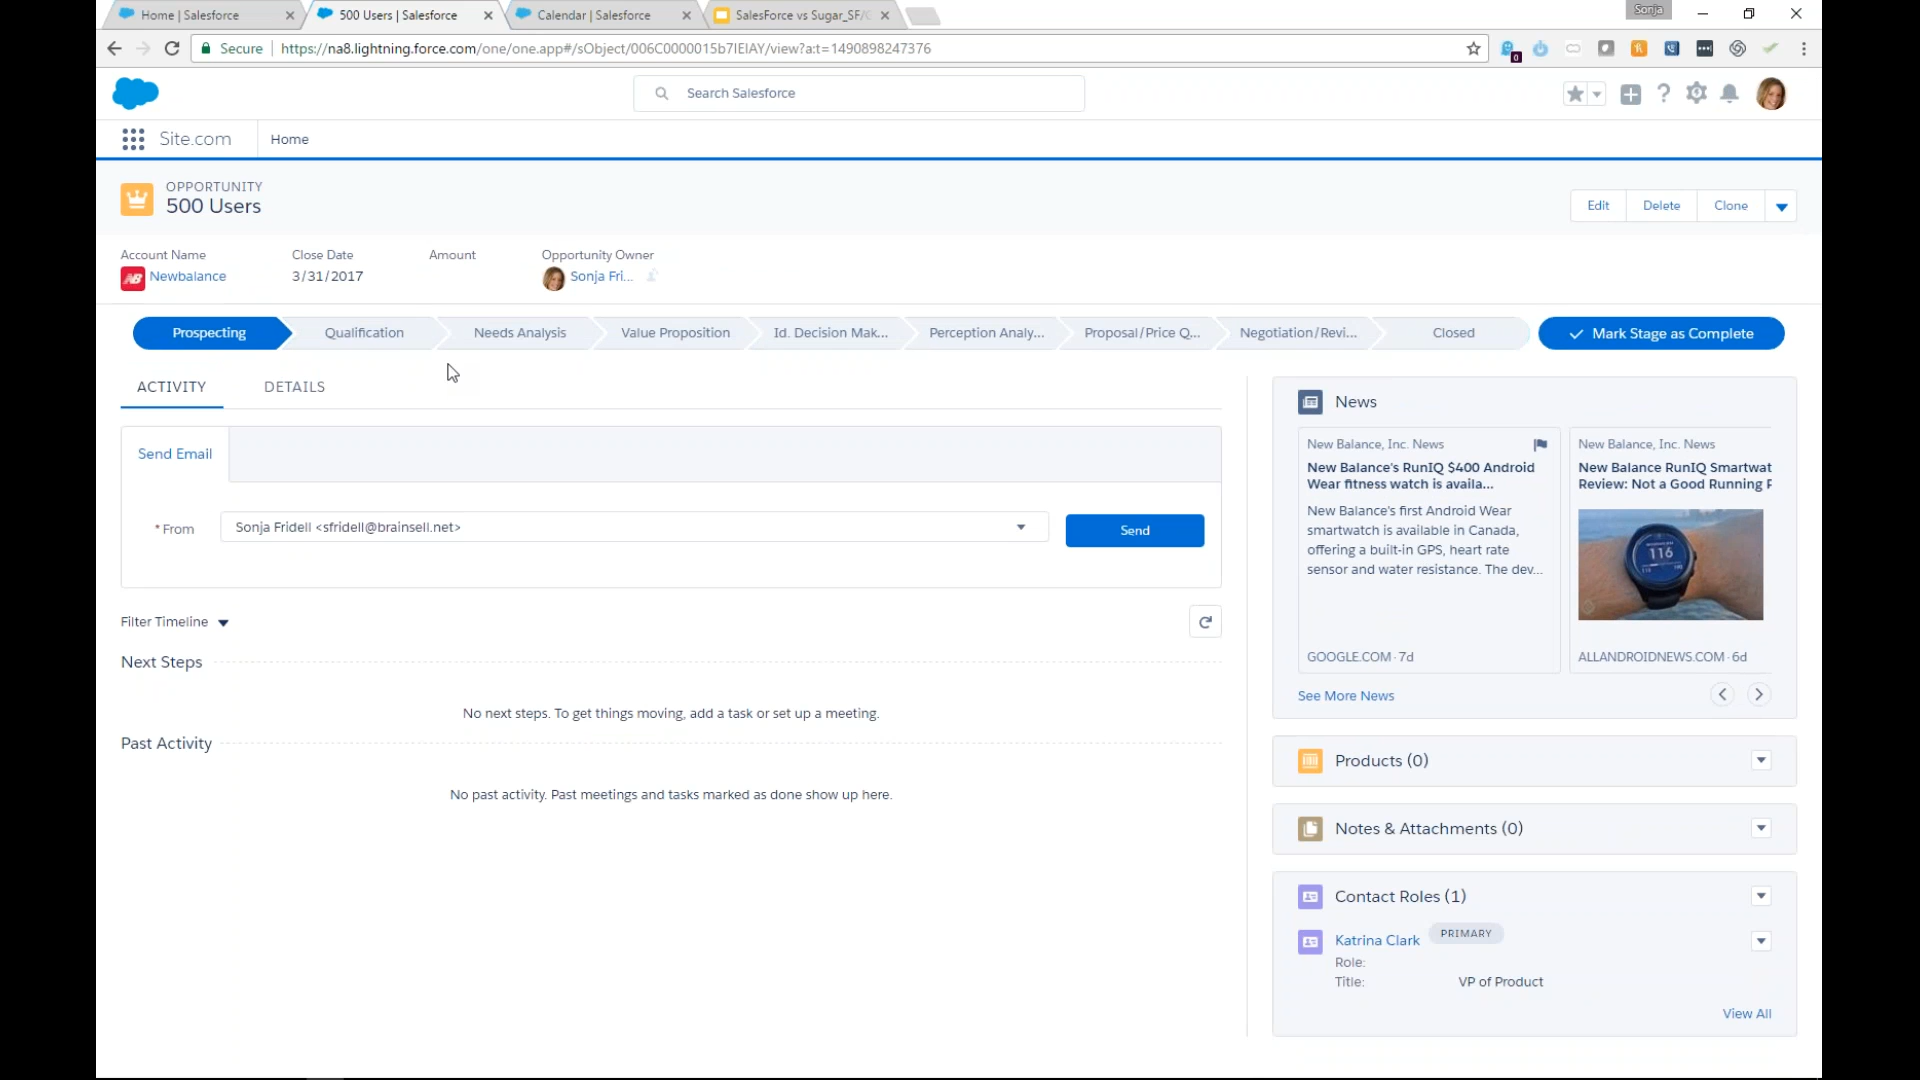 Home | Salesforce
500 Users | Salesforce
Calendar | Salesforce
SalesForce vs Sugar_SF/
Sonja
Secure
https://na8.lightning.force.com/one/one.app#/sObject/006C0000015b7IEIAY/view?a:t=1490898247376
0
Search Salesforce
Site.com
Home
OPPORTUNITY
500 Users
Edit
Delete
Clone
Account Name
Close Date
Amount
Opportunity Owner
NB
Newbalance
3/31/2017
Sonja Fri...
Prospecting
Qualification
Needs Analysis
Value Proposition
Id. Decision Mak...
Perception Analy...
Proposal/Price Q...
Negotiation/Revi...
Closed
Mark Stage as Complete
ACTIVITY
DETAILS
Send Email
* From
Sonja Fridell <sfridell@brainsell.net>
Send
Filter Timeline
Next Steps
No next steps. To get things moving, add a task or set up a meeting.
Past Activity
No past activity. Past meetings and tasks marked as done show up here.
News
New Balance, Inc. News
New Balance's RunIQ $400 Android
Wear fitness watch is availa...
New Balance's first Android Wear
smartwatch is available in Canada,
offering a built-in GPS, heart rate
sensor and water resistance. The dev...
GOOGLE.COM · 7d
New Balance, Inc. News
New Balance RunIQ Smartwat
Review: Not a Good Running
116
ALLANDROIDNEWS.COM · 6d
See More News
Products (0)
Notes & Attachments (0)
Contact Roles (1)
Katrina Clark
PRIMARY
Role:
Title:
VP of Product
View All